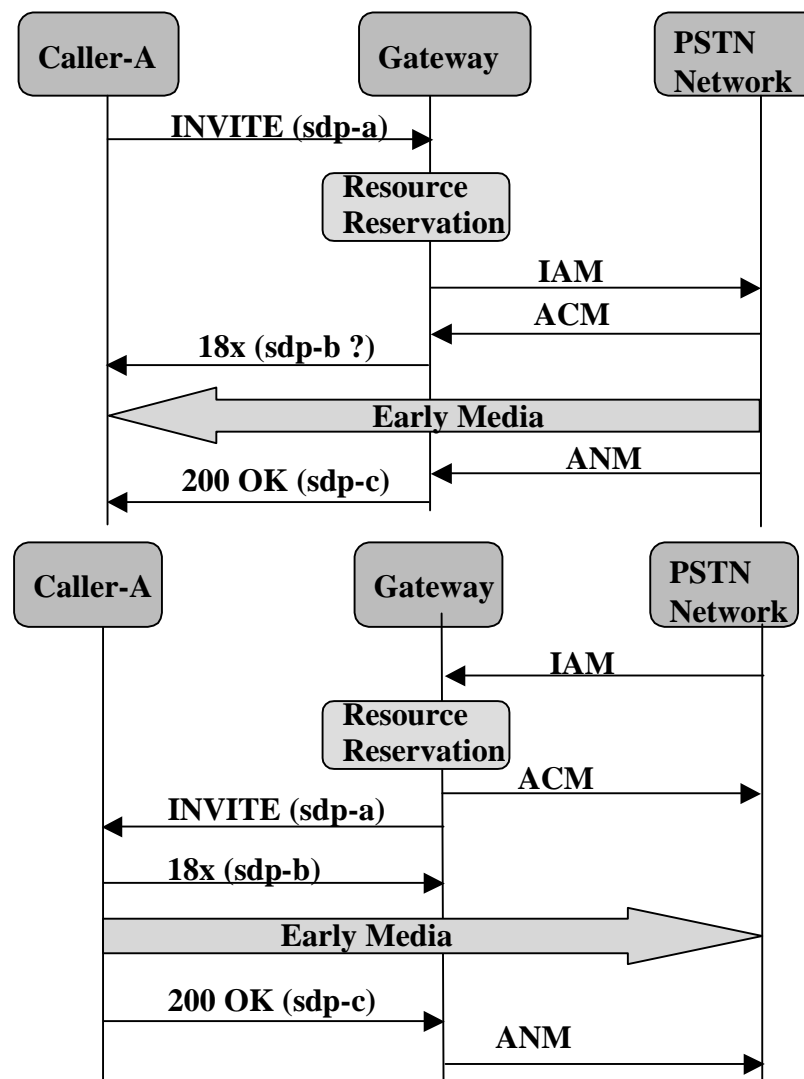 Caller-A
Gateway
PSTN
Network
INVITE (sdp-a)
Resource
Reservation
IAM
ACM
18x (sdp-b ?)
Early Media
ANM
200 OK (sdp-c)
Caller-A
Gateway
PSTN
Network
IAM
Resource
Reservation
ACM
INVITE (sdp-a)
18x (sdp-b)
Early Media
200 OK (sdp-c)
ANM